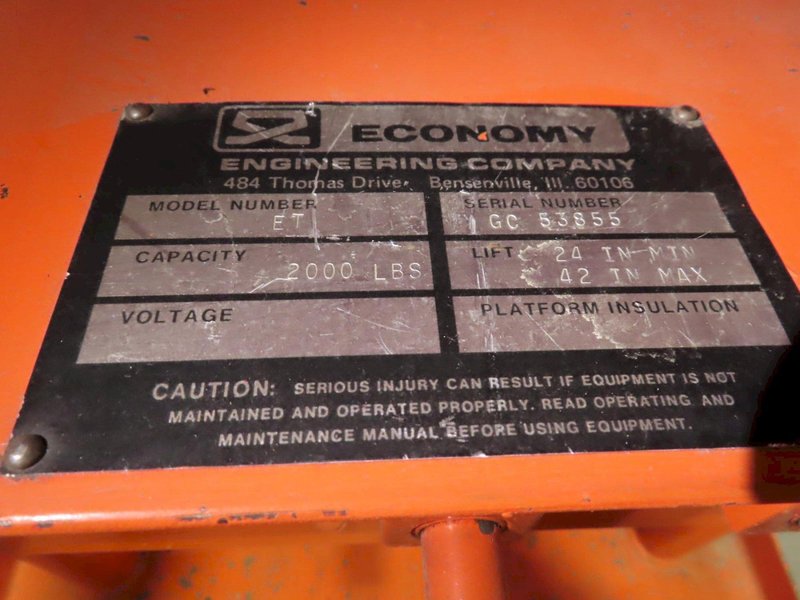 ECONOMY
ENGINEERING COMPANY
484 Thomas Drive Bensenville, Ill. 60106
MODEL NUMBER
ET
SERIAL NUMBER
GC 53855
CAPACITY
2000 LBS
LIFT 24 IN MIN
42 IN MAX
VOLTAGE
PLATFORM INSULATION
CAUTION: SERIOUS INJURY CAN RESULT IF EQUIPMENT IS NOT
MAINTAINED AND OPERATED PROPERLY. READ OPERATING AND
MAINTENANCE MANUAL BEFORE USING EQUIPMENT.